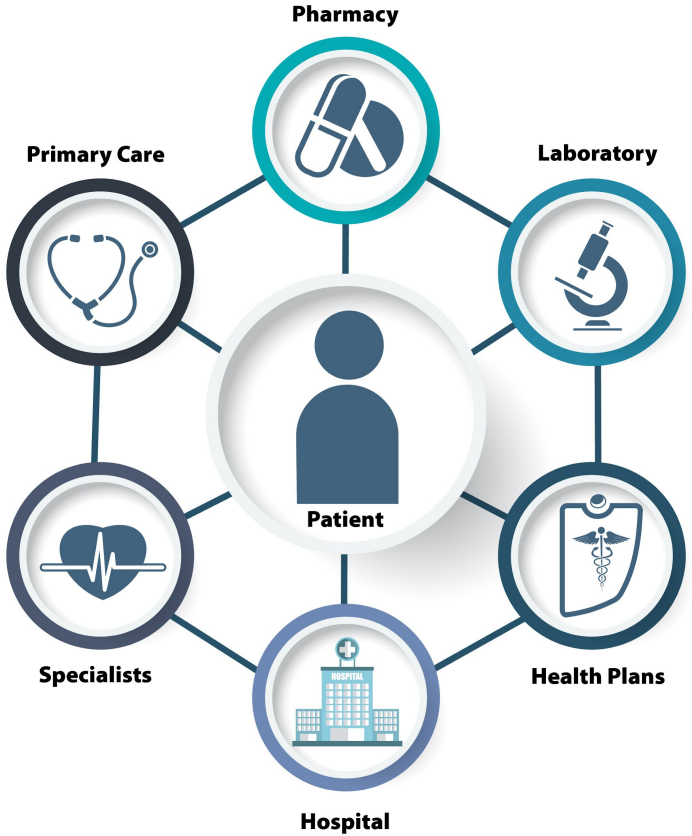 Pharmacy
Primary Care
Laboratory
Patient
HOSPITAL
Specialists
Health Plans
Hospital